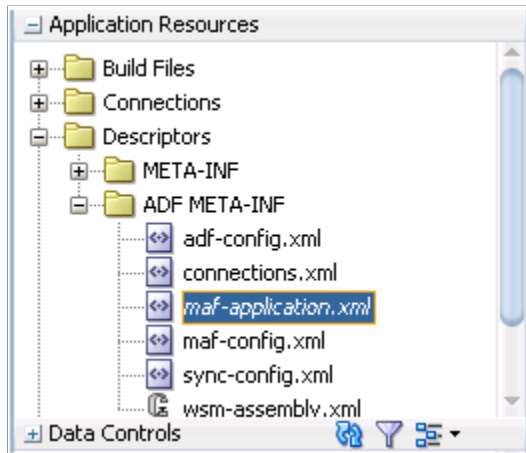 Application Resources
Build Files
Connections
Descriptors
META-INF
ADF META-INF
adf-config.xml
connections.xml
maf-application.xml
maf-config.xml
sync-config.xml
wsm-assembly.xml
Data Controls